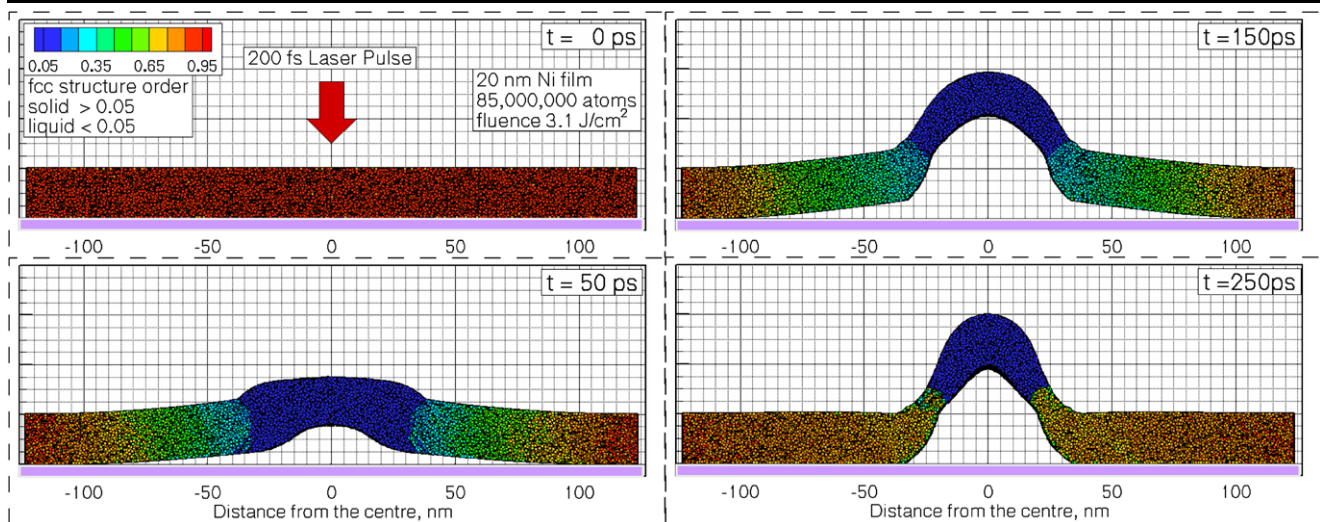 0.05 0.35 0.65 0.95
fcc structure order
solid > 0.05
liquid < 0.05
200 fs Laser Pulse
t = 0 ps
20 nm Ni film
85,000,000 atoms
fluence 3.1 J/cm²
-100 -50 0 50 100
t =150ps
-100 -50 0 50 100
t = 50 ps
-100 -50 0 50 100
Distance from the centre, nm
t =250ps
-100 -50 0 50 100
Distance from the centre, nm